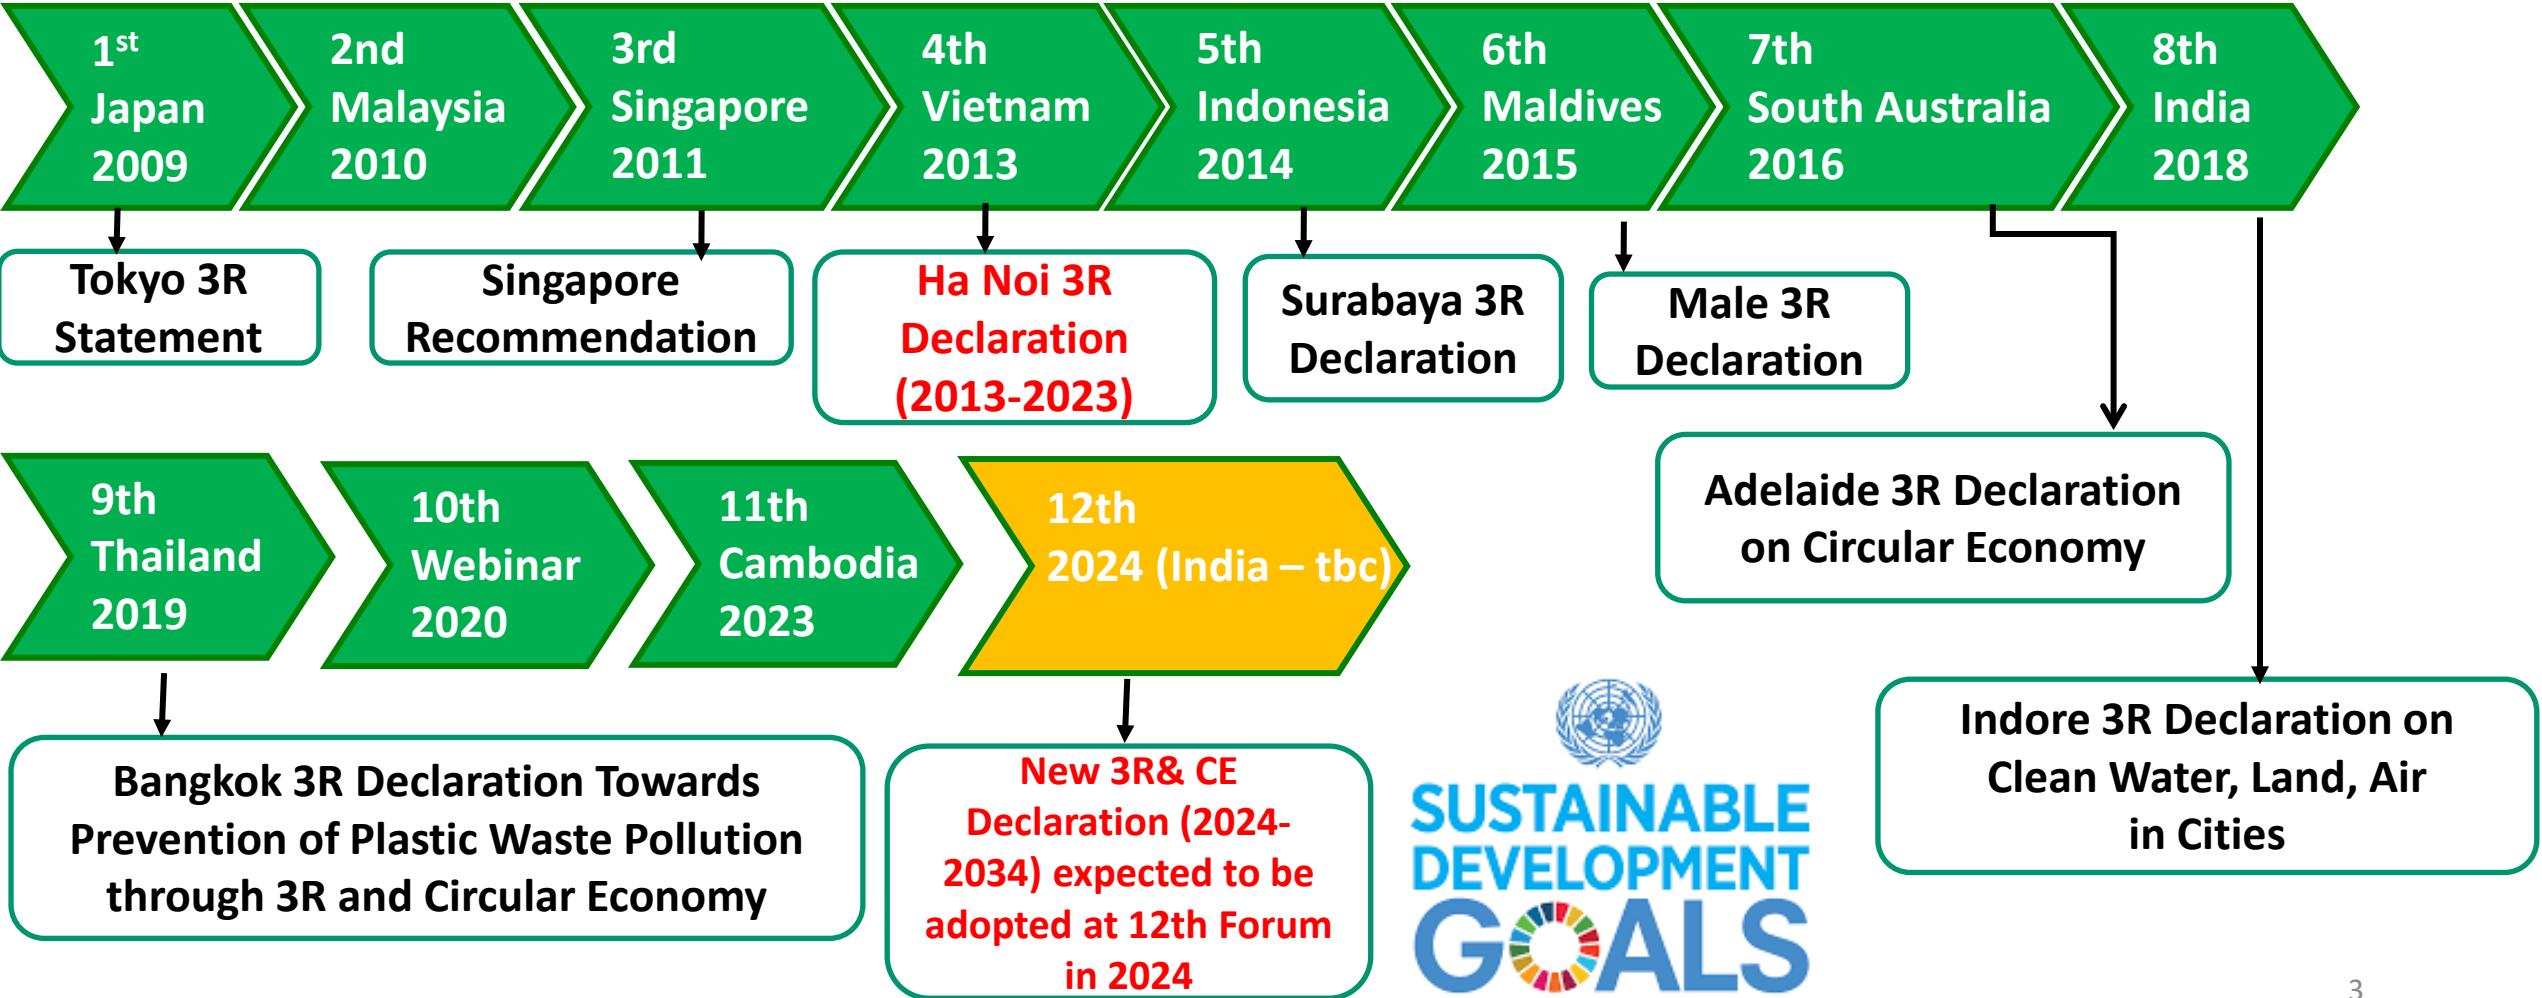 1st
Japan
2009
2nd
Malaysia
2010
3rd
Singapore
2011
4th
Vietnam
2013
5th
Indonesia
2014
6th
Maldives
2015
7th
South Australia
2016
8th
India
2018
Tokyo 3R
Statement
Singapore
Recommendation
Ha Noi 3R
Declaration
(2013-2023)
Surabaya 3R
Declaration
Male 3R
Declaration
Adelaide 3R Declaration
on Circular Economy
Indore 3R Declaration on
Clean Water, Land, Air
in Cities
9th
Thailand
2019
10th
Webinar
2020
11th
Cambodia
2023
12th
2024 (India – tbc)
Bangkok 3R Declaration Towards
Prevention of Plastic Waste Pollution
through 3R and Circular Economy
New 3R& CE
Declaration (2024-
2034) expected to be
adopted at 12th Forum
in 2024
SUSTAINABLE
DEVELOPMENT
GOALS
3